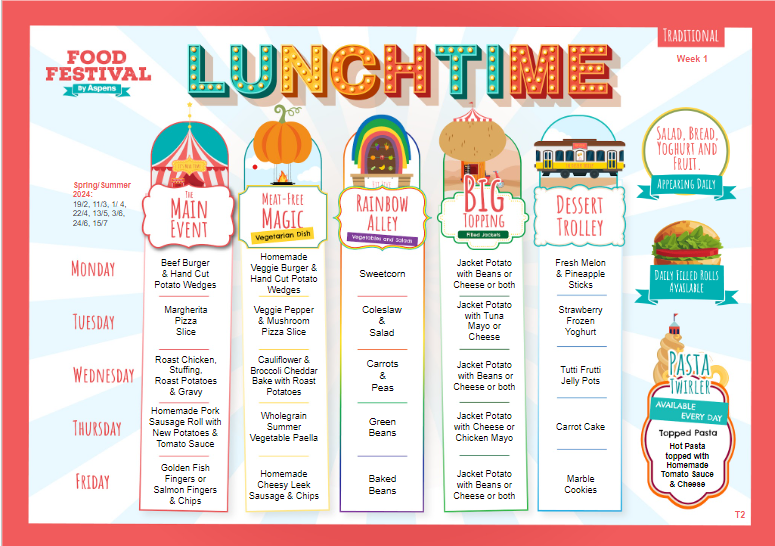 TRADITIONAL
Week 1
FOOD
FESTIVAL
By Aspens
LUNCHTIME
Spring/Summer
2024:
19/2, 11/3, 1/ 4,
22/4, 13/5, 3/6,
24/6, 15/7
THE
MAIN
EVENT
MEAT-FREE
MAGIC
Vegetarian Dish
RAINBOW
ALLEY
Vegetables and Salads
BIG
TOPPING
Filled Jackets
DESSERT
TROLLEY
SALAD, BREAD,
YOGHURT AND
FRUIT.
APPEARING DAILY
MONDAY
Beef Burger
& Hand Cut
Potato Wedges
Homemade
Veggie Burger &
Hand Cut Potato
Wedges
Sweetcorn
Jacket Potato
with Beans or
Cheese or both
Fresh Melon
& Pineapple
Sticks
DAILY FILLED ROLLS
AVAILABLE
TUESDAY
Margherita
Pizza
Slice
Veggie Pepper
& Mushroom
Pizza Slice
Coleslaw
&
Salad
Jacket Potato
with Tuna
Mayo or
Cheese
Strawberry
Frozen
Yoghurt
WEDNESDAY
Roast Chicken,
Stuffing,
Roast Potatoes
& Gravy
Cauliflower &
Broccoli Cheddar
Bake with Roast
Potatoes
Carrots
&
Peas
Jacket Potato
with Beans or
Cheese or both
Tutti Frutti
Jelly Pots
PASTA
TWIRLER
AVAILABLE
EVERY DAY
Topped Pasta
Hot Pasta
topped with
Homemade
Tomato Sauce
& Cheese
THURSDAY
Homemade Pork
Sausage Roll with
New Potatoes &
Tomato Sauce
Wholegrain
Summer
Vegetable Paella
Green
Beans
Jacket Potato
with Cheese or
Chicken Mayo
Carrot Cake
FRIDAY
Golden Fish
Fingers or
Salmon Fingers
& Chips
Homemade
Cheesy Leek
Sausage & Chips
Baked
Beans
Jacket Potato
with Beans or
Cheese or both
Marble
Cookies
T2